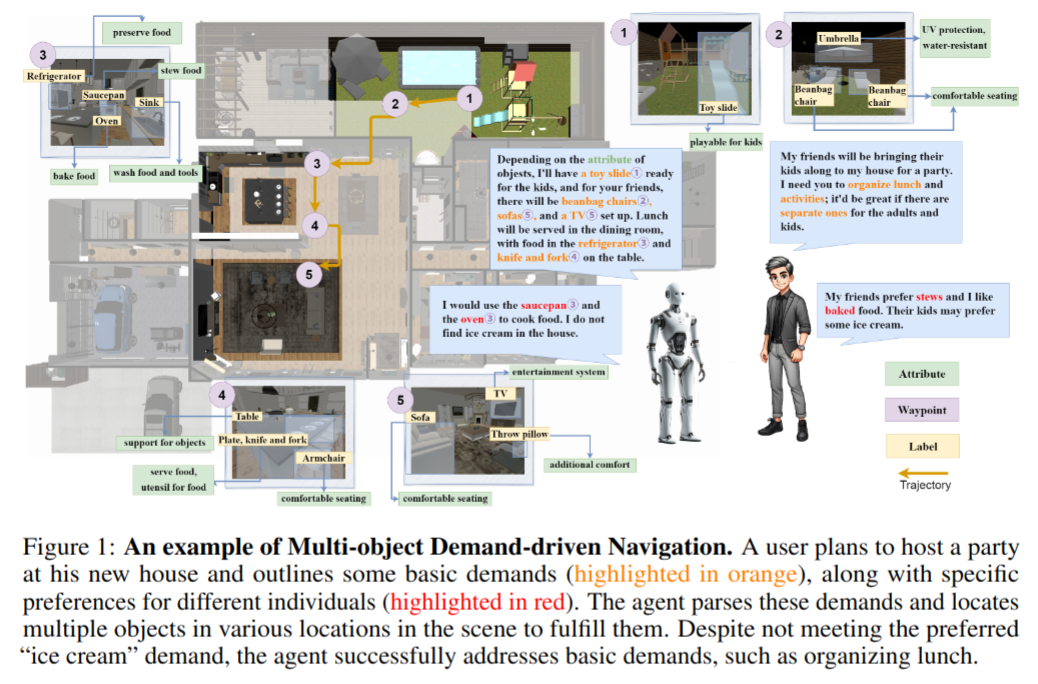 preserve food
3
Refrigerator
stew food
Saucepan
Sink
Oven
bake food
wash food and tools
1
Toy slide
playable for kids
2
Umbrella
UV protection,
water-resistant
Beanbag
chair
Beanbag
chair
comfortable seating
1
2
3
4
5
Depending on the attribute of
objects, I'll have a toy slide① ready
for the kids, and for your friends,
there will be beanbag chairs②,
sofas⑤, and a TV⑤ set up. Lunch
will be served in the dining room,
with food in the refrigerator③ and
knife and fork④ on the table.
My friends will be bringing their
kids along to my house for a party.
I need you to organize lunch and
activities; it'd be great if there are
separate ones for the adults and
kids.
I would use the saucepan③ and
the oven③ to cook food. I do not
find ice cream in the house.
My friends prefer stews and I like
baked food. Their kids may prefer
some ice cream.
4
Table
Plate, knife and fork
Armchair
support for objects
serve food,
utensil for food
comfortable seating
5
entertainment system
TV
Sofa
Throw pillow
additional comfort
comfortable seating
Attribute
Waypoint
Label
Trajectory
Figure 1: An example of Multi-object Demand-driven Navigation. A user plans to host a party
at his new house and outlines some basic demands (highlighted in orange), along with specific
preferences for different individuals (highlighted in red). The agent parses these demands and locates
multiple objects in various locations in the scene to fulfill them. Despite not meeting the preferred
“ice cream” demand, the agent successfully addresses basic demands, such as organizing lunch.